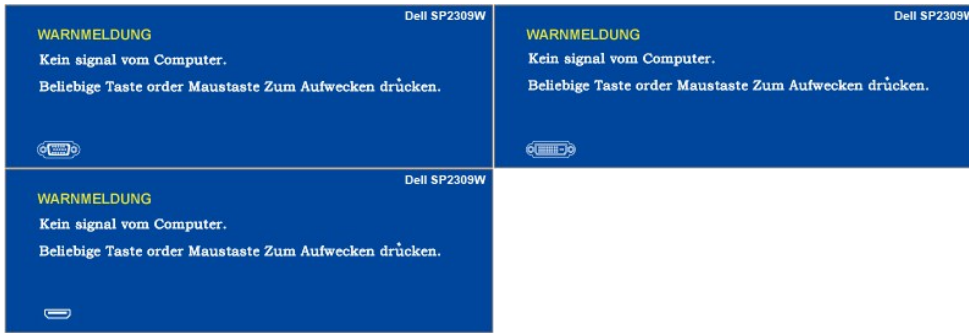 Dell SP2309W
WARNMELDUNG
Kein signal vom Computer.
Beliebige Taste order Maustaste Zum Aufwecken drücken.
Dell SP2309W
WARNMELDUNG
Kein signal vom Computer.
Beliebige Taste order Maustaste Zum Aufwecken drücken.
Dell SP2309W
WARNMELDUNG
Kein signal vom Computer.
Beliebige Taste order Maustaste Zum Aufwecken drücken.